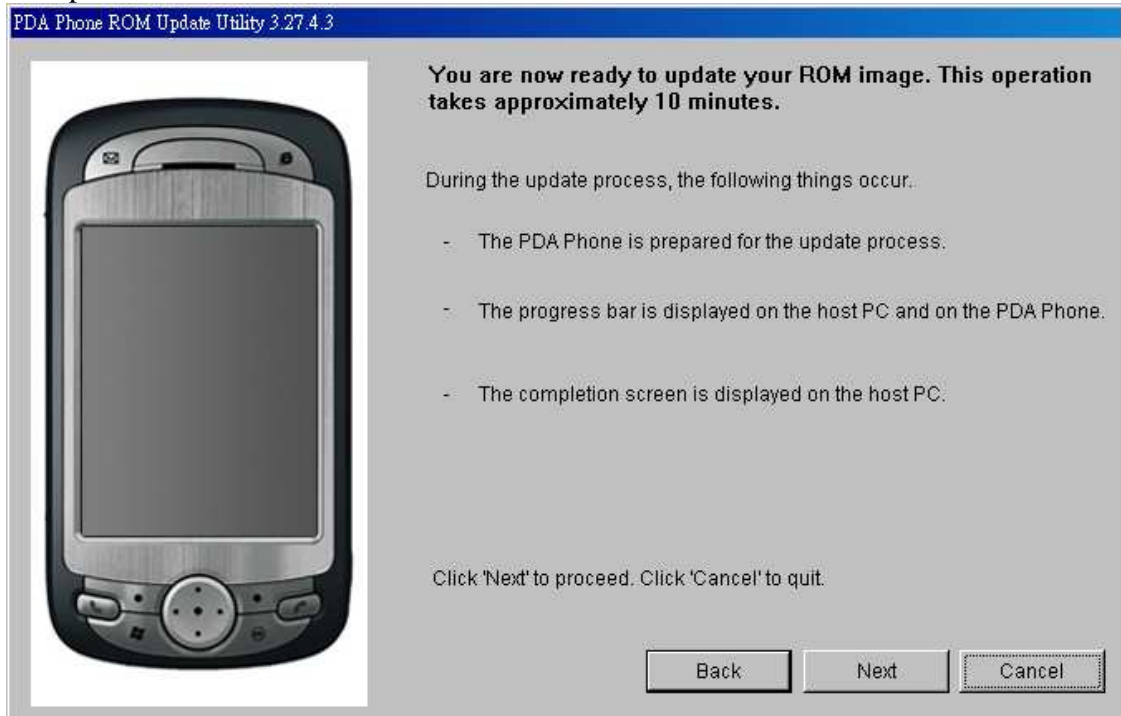 PDA Phone ROM Update Utility 3.27.4.3
You are now ready to update your ROM image. This operation
takes approximately 10 minutes.
During the update process, the following things occur.
- The PDA Phone is prepared for the update process.
- The progress bar is displayed on the host PC and on the PDA Phone.
- The completion screen is displayed on the host PC.
Click 'Next' to proceed. Click 'Cancel' to quit.
Back Next Cancel